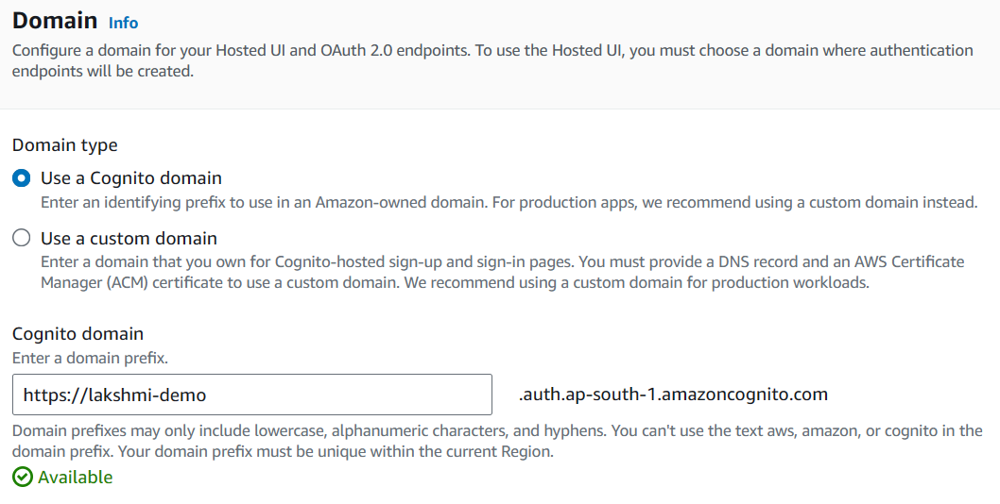 Domain Info
Configure a domain for your Hosted UI and OAuth 2.0 endpoints. To use the Hosted UI, you must choose a domain where authentication
endpoints will be created.
Domain type
Use a Cognito domain
Enter an identifying prefix to use in an Amazon-owned domain. For production apps, we recommend using a custom domain instead.
Use a custom domain
Enter a domain that you own for Cognito-hosted sign-up and sign-in pages. You must provide a DNS record and an AWS Certificate
Manager (ACM) certificate to use a custom domain. We recommend using a custom domain for production workloads.
Cognito domain
Enter a domain prefix.
https://lakshmi-demo .auth.ap-south-1.amazoncognito.com
Domain prefixes may only include lowercase, alphanumeric characters, and hyphens. You can't use the text aws, amazon, or cognito in the
domain prefix. Your domain prefix must be unique within the current Region.
Available